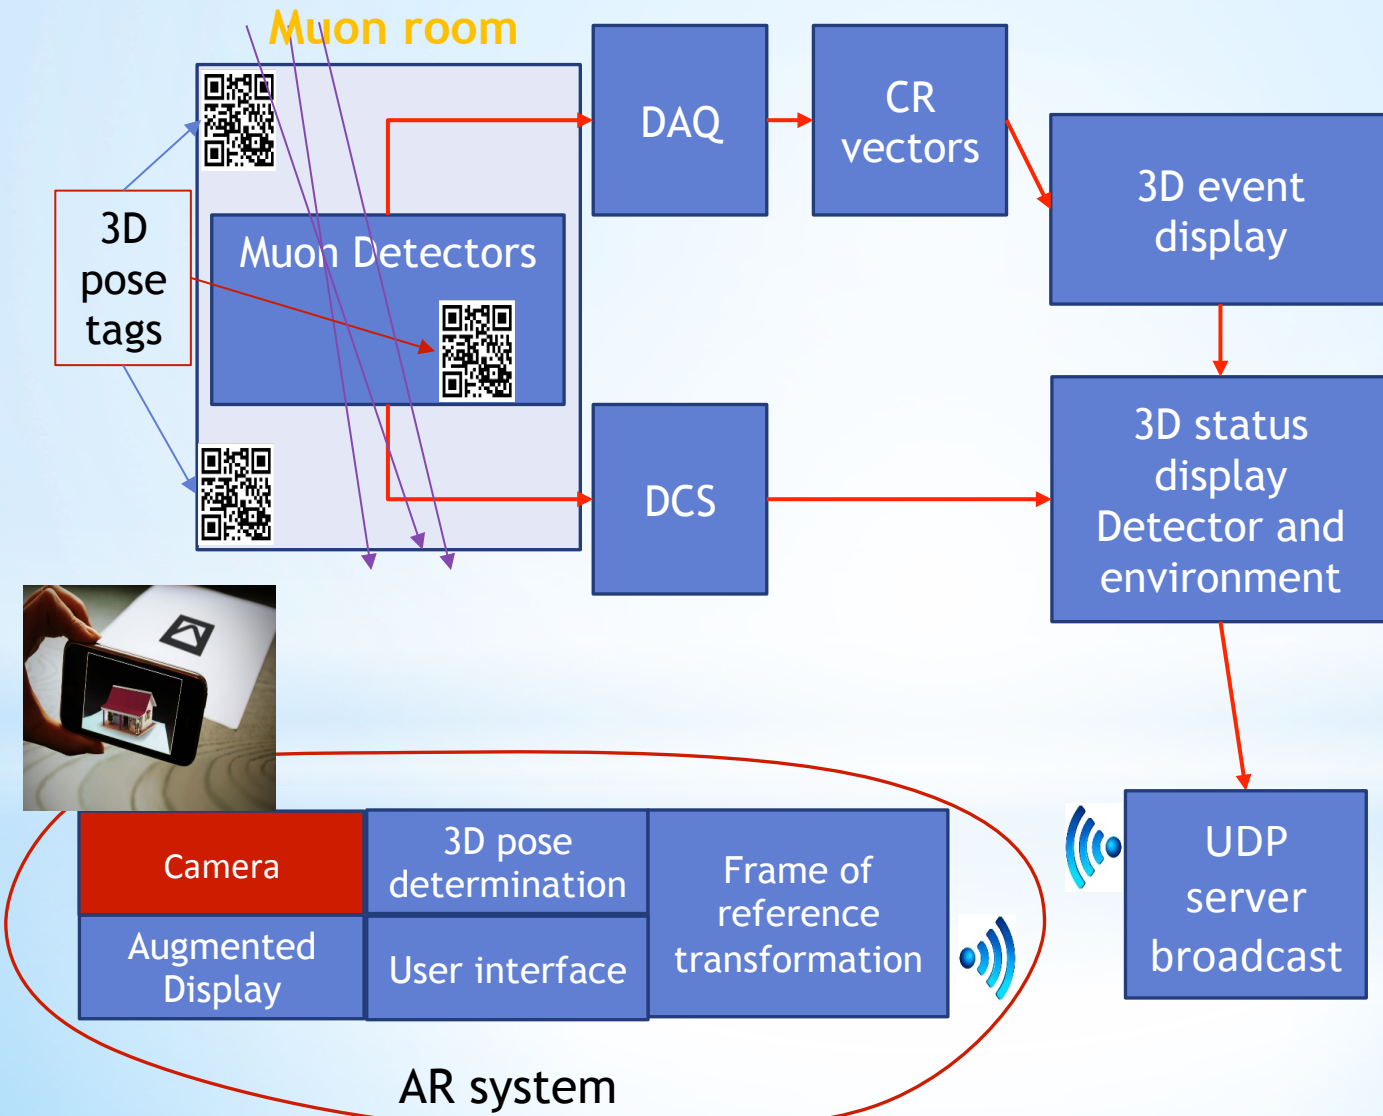 Muon room
3D
pose
tags
Muon Detectors
DAQ
CR
vectors
3D event
display
DCS
3D status
display
Detector and
environment
UDP
server
broadcast
Camera
3D pose
determination
Frame of
reference
transformation
Augmented
Display
User interface
AR system